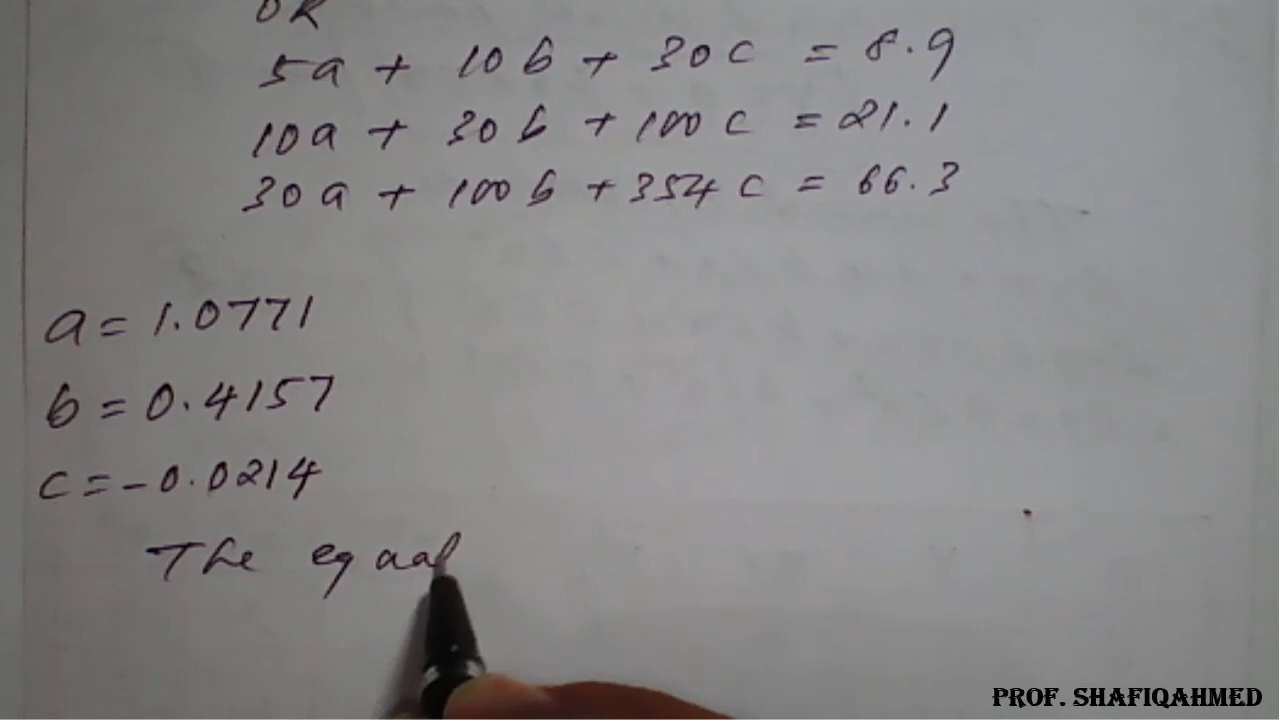 OR
5a + 10b + 30c = 8.9
10a + 30b + 100c = 21.1
30a + 100b + 354c = 66.3
a = 1.0771
b = 0.4157
c = -0.0214
The equat
PROF. SHAFIQAHMED